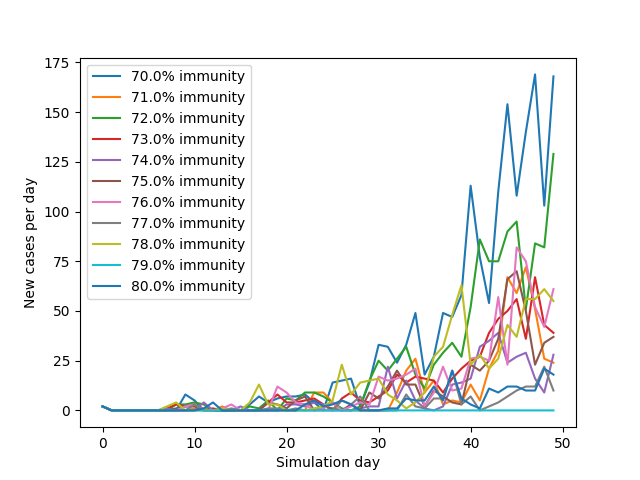 175
150
125
100
75
50
25
0
New cases per day
70.0% immunity
71.0% immunity
72.0% immunity
73.0% immunity
74.0% immunity
75.0% immunity
76.0% immunity
77.0% immunity
78.0% immunity
79.0% immunity
80.0% immunity
0 10 20 30 40 50
Simulation day